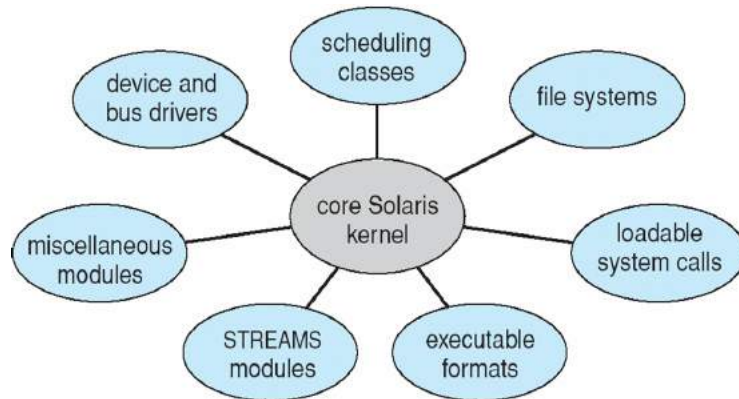 scheduling
classes
device and
bus drivers
file systems
core Solaris
kernel
miscellaneous
modules
loadable
system calls
STREAMS
modules
executable
formats